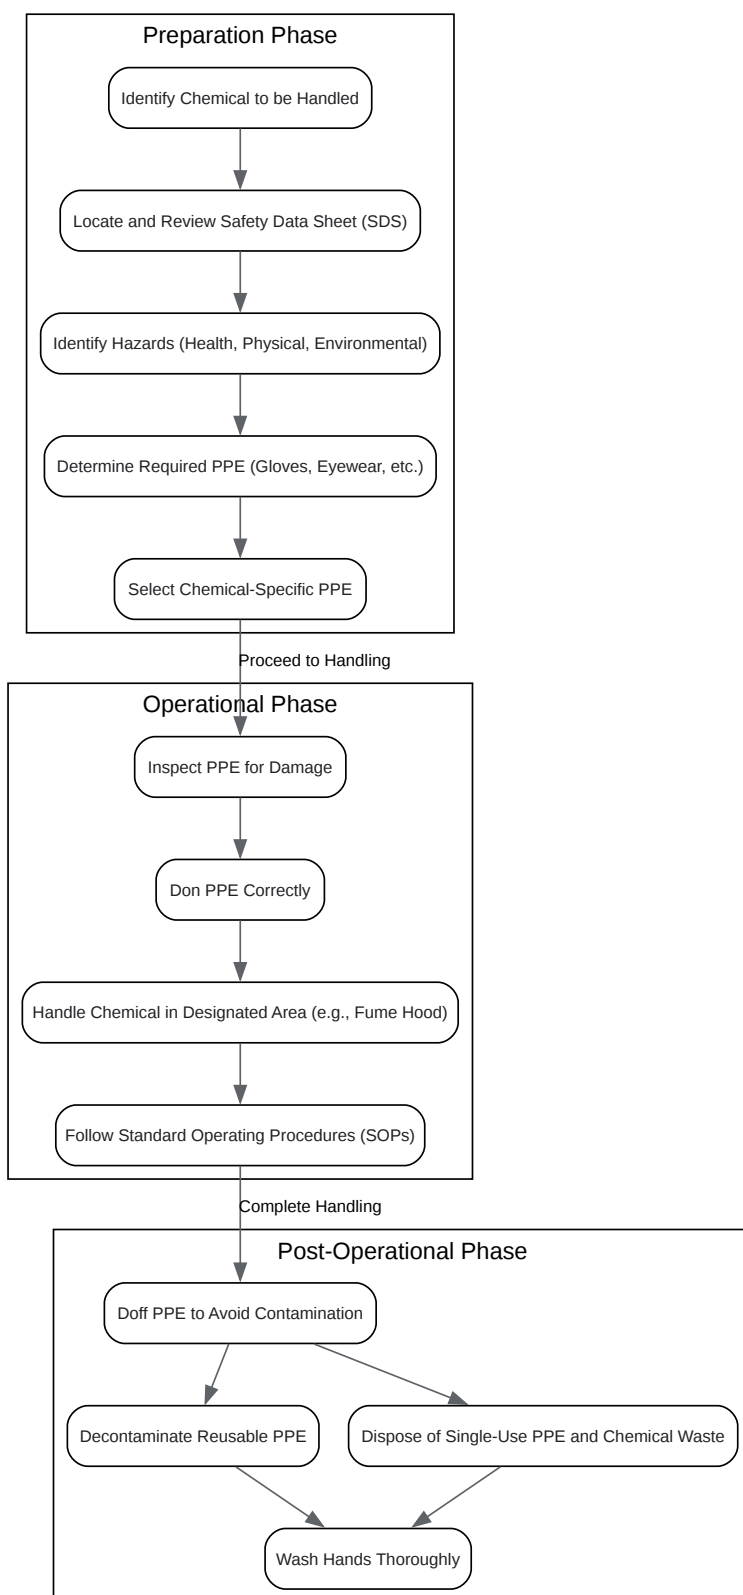 Preparation Phase
Identify Chemical to be Handled
Locate and Review Safety Data Sheet (SDS)
Identify Hazards (Health, Physical, Environmental)
Determine Required PPE (Gloves, Eyewear, etc.)
Select Chemical-Specific PPE
Proceed to Handling
Operational Phase
Inspect PPE for Damage
Don PPE Correctly
Handle Chemical in Designated Area (e.g., Fume Hood)
Follow Standard Operating Procedures (SOPs)
Complete Handling
Post-Operational Phase
Doff PPE to Avoid Contamination
Decontaminate Reusable PPE
Dispose of Single-Use PPE and Chemical Waste
Wash Hands Thoroughly